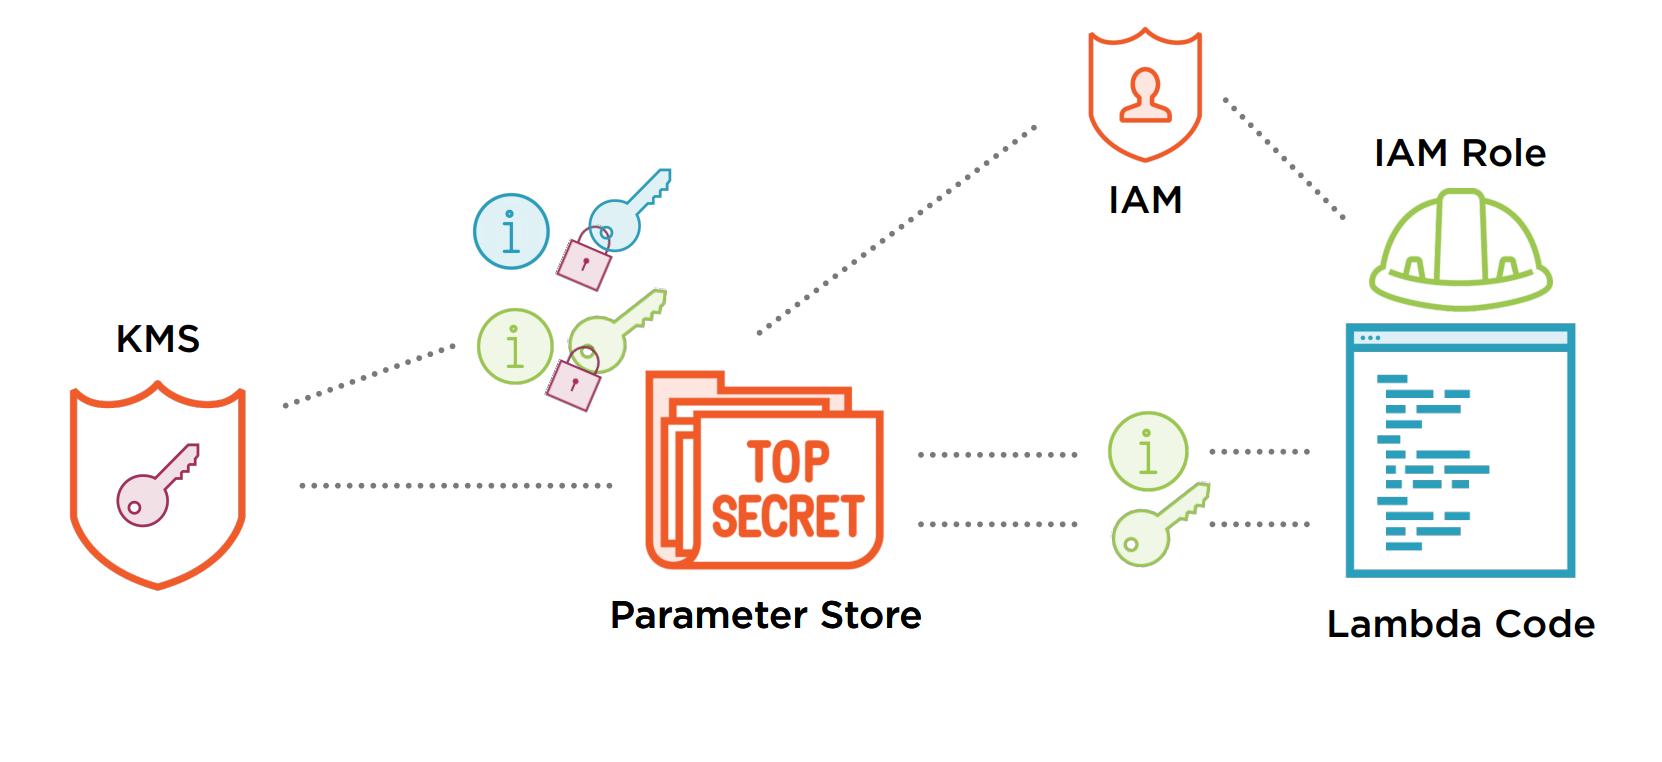 IAM
IAM Role
KMS
i
i
TOP
SECRET
i
Parameter Store
Lambda Code